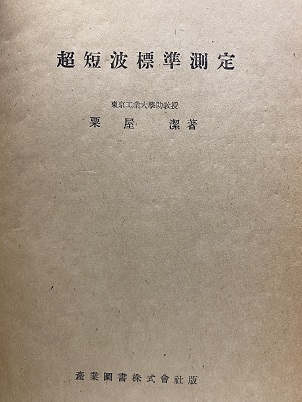 超短波標準測定
東京工業大學助教授
粟屋 潔著
產業圖書株式會社版